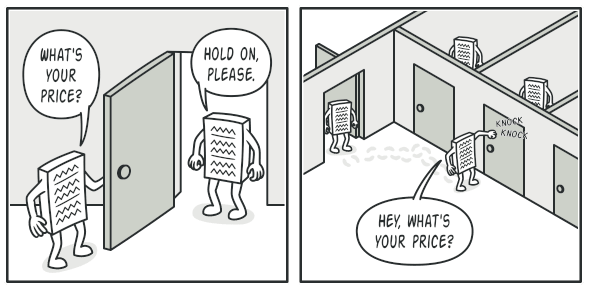 WHAT'S
YOUR
PRICE?
HOLD ON,
PLEASE.
KNOCK
KNOCK
HEY, WHAT'S
YOUR PRICE?